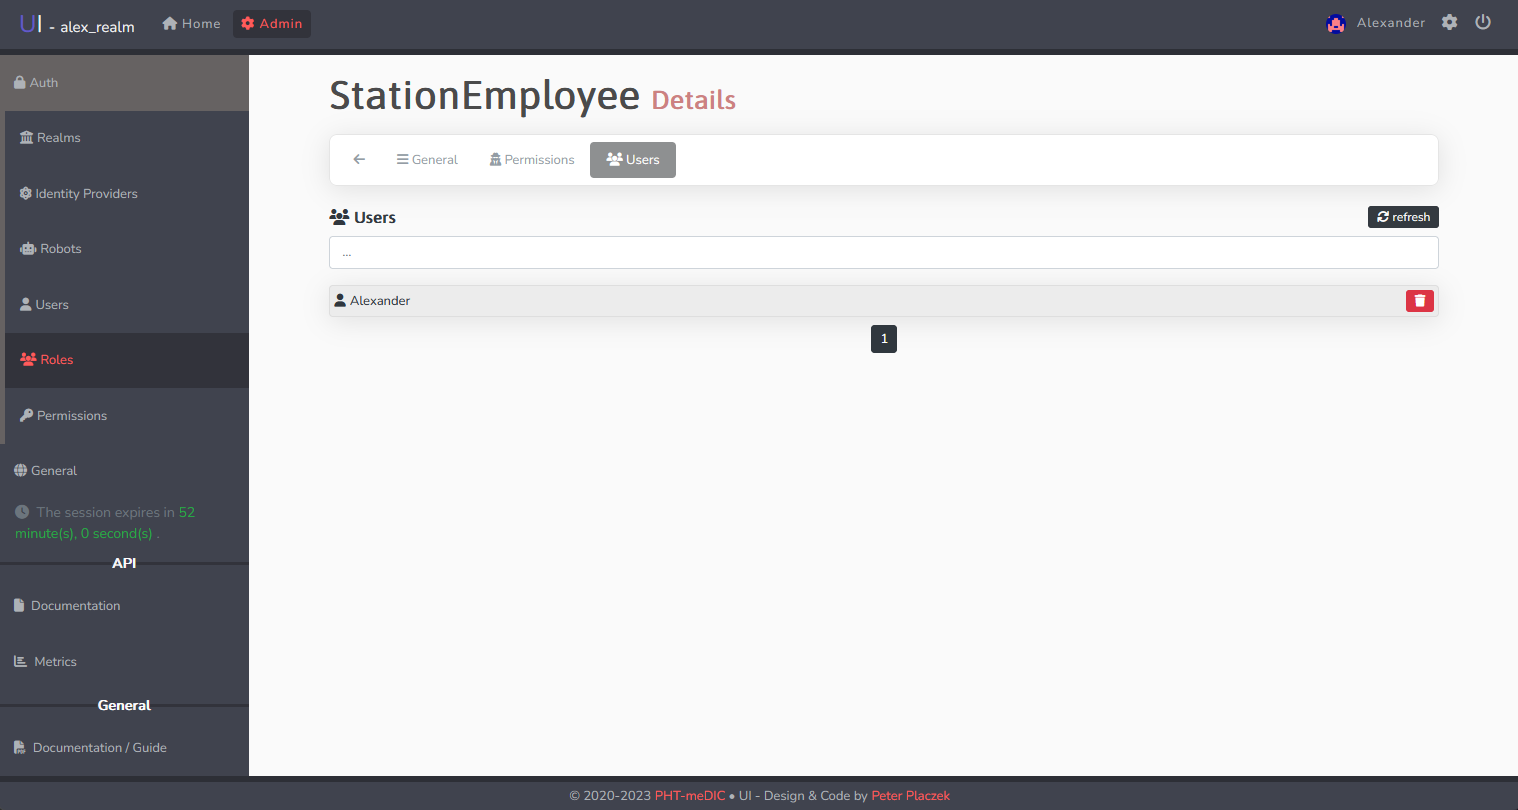 UI - alex_realm Home Admin Alexander
Auth
Realms
Identity Providers
Robots
Users
Roles
Permissions
General
The session expires in 52
minute(s), 0 second(s) .
API
Documentation
Metrics
General
Documentation / Guide
StationEmployee Details
General Permissions Users
Users refresh
...
Alexander
1
© 2020-2023 PHT-meDIC • UI - Design & Code by Peter Placzek